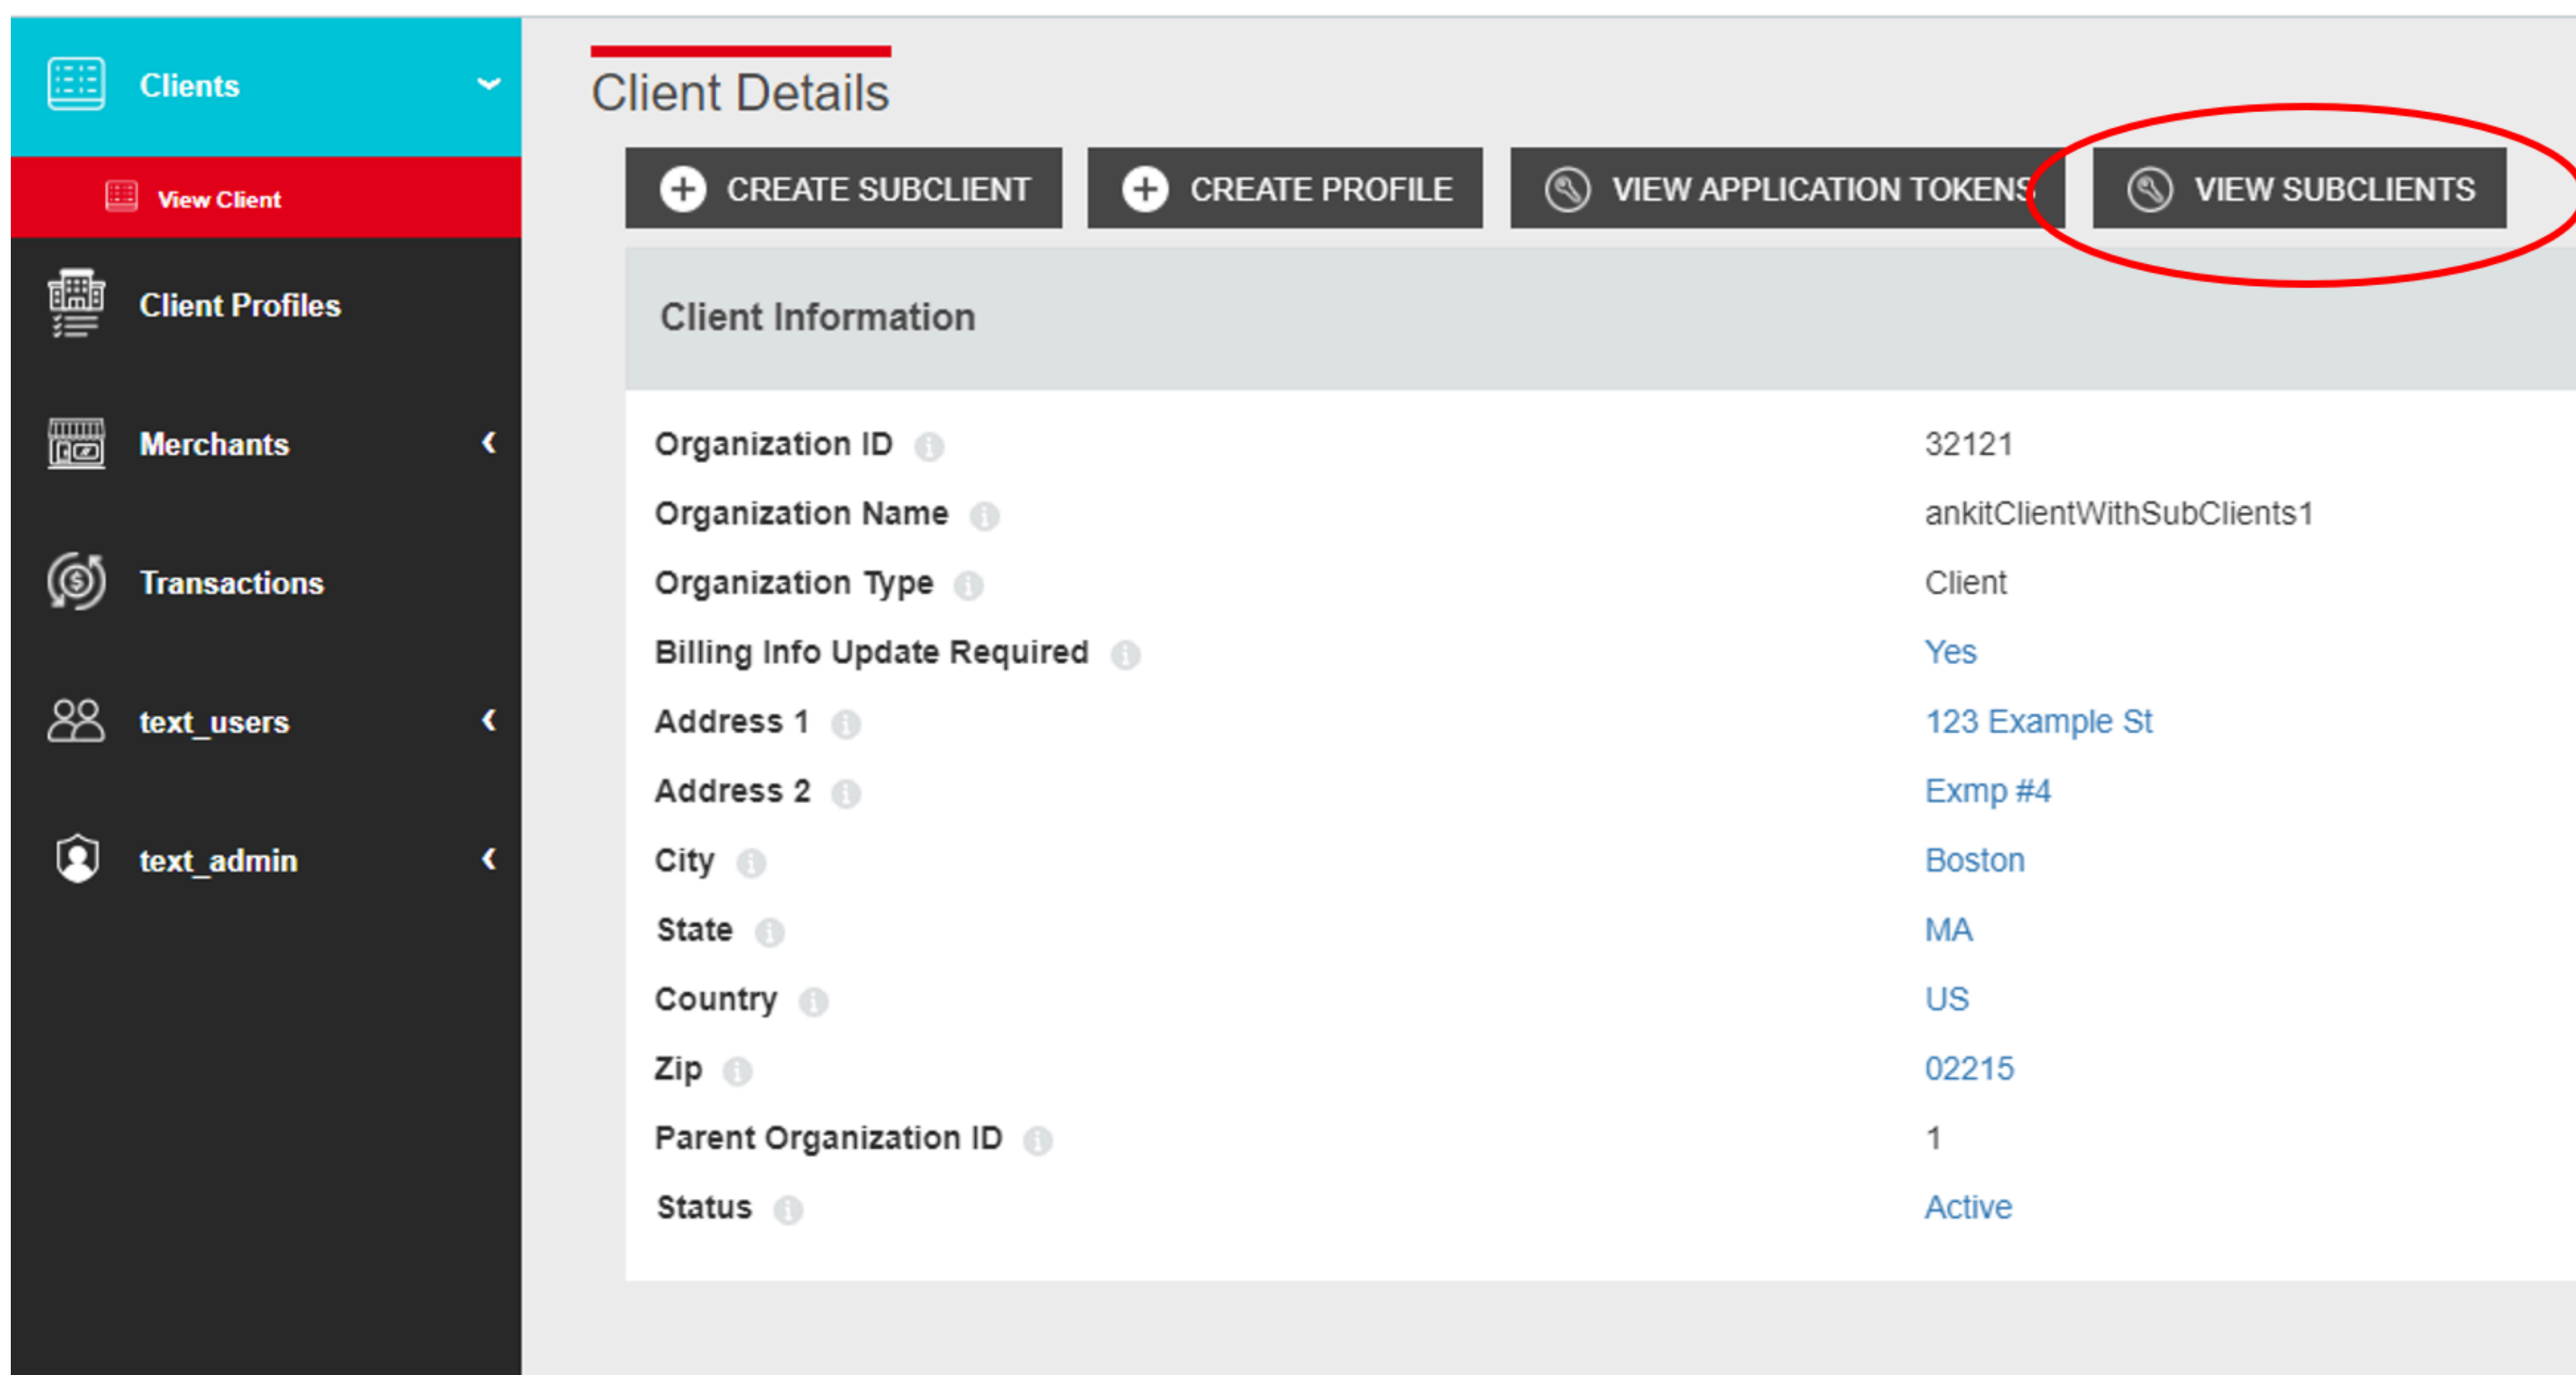 Clients
View Client
Client Profiles
Merchants
Transactions
text_users
text_admin
Client Details
CREATE SUBCLIENT
CREATE PROFILE
VIEW APPLICATION TOKENS
VIEW SUBCLIENTS
Client Information
Organization ID 32121
Organization Name ankitClientWithSubClients1
Organization Type Client
Billing Info Update Required Yes
Address 1 123 Example St
Address 2 Exmp #4
City Boston
State MA
Country US
Zip 02215
Parent Organization ID 1
Status Active